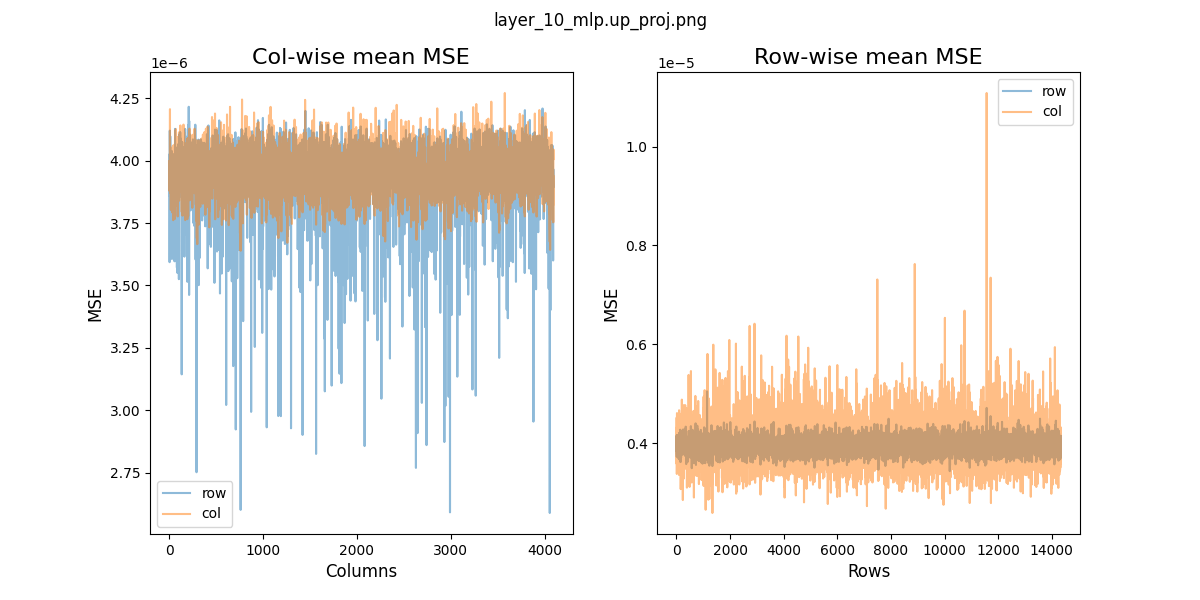 layer_10_mlp.up_proj.png
Col-wise mean MSE
1e−6
4.25
4.00
3.75
3.50
3.25
3.00
2.75
MSE
row
col
0 1000 2000 3000 4000
Columns
Row-wise mean MSE
1e−5
1.0
0.8
0.6
0.4
MSE
row
col
0 2000 4000 6000 8000 10000 12000 14000
Rows